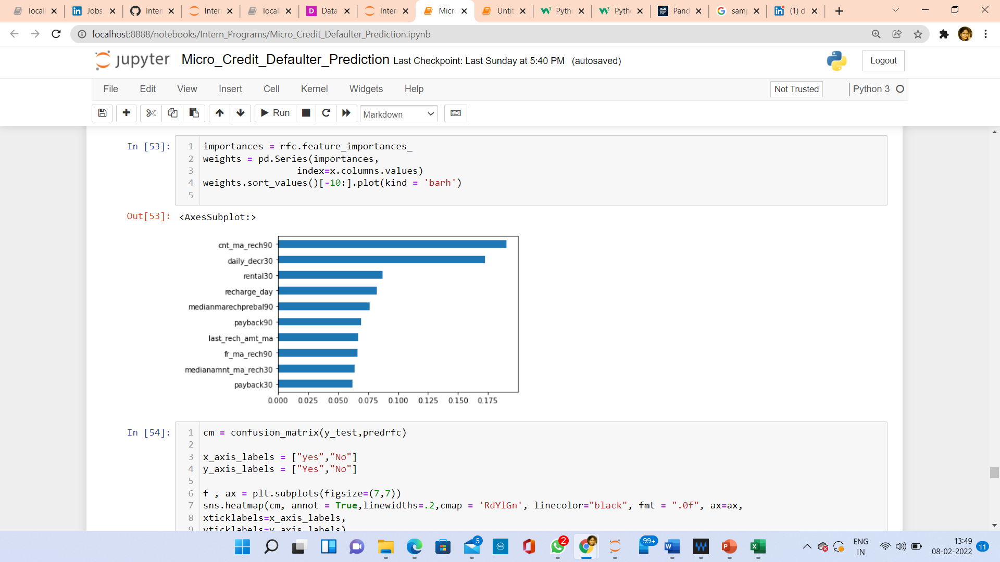 locall
Jobs
Inter
Inter
locall
Data
Inter
Micr
Untit
Pyth
Pyth
Pand
sam
(1) d
localhost:8888/notebooks/Intern_Programs/Micro_Credit_Defaulter_Prediction.ipynb
jupyter Micro_Credit_Defaulter_Prediction Last Checkpoint: Last Sunday at 5:40 PM (autosaved)
Logout
File Edit View Insert Cell Kernel Widgets Help
Not Trusted
Python 3
Run
Markdown
In [53]:
1 importances = rfc.feature_importances_
2 weights = pd.Series(importances,
3 index=x.columns.values)
4 weights.sort_values()[-10:].plot(kind = 'barh')
5
Out[53]: <AxesSubplot:>
cnt_ma_rech90
daily_decr30
rental30
recharge_day
medianmarechprebal90
payback90
last_rech_amt_ma
fr_ma_rech90
medianamnt_ma_rech30
payback30
0.000 0.025 0.050 0.075 0.100 0.125 0.150 0.175
In [54]:
1 cm = confusion_matrix(y_test,predrfc)
2
3 x_axis_labels = ["yes","No"]
4 y_axis_labels = ["Yes","No"]
5
6 f , ax = plt.subplots(figsize=(7,7))
7 sns.heatmap(cm, annot = True,linewidths=.2,cmap = 'RdYlGn', linecolor="black", fmt = ".0f", ax=ax,
8 xticklabels=x_axis_labels,
9 yticklabels=y_axis_labels)
5
2
99+
ENG
IN
13:49
08-02-2022
11